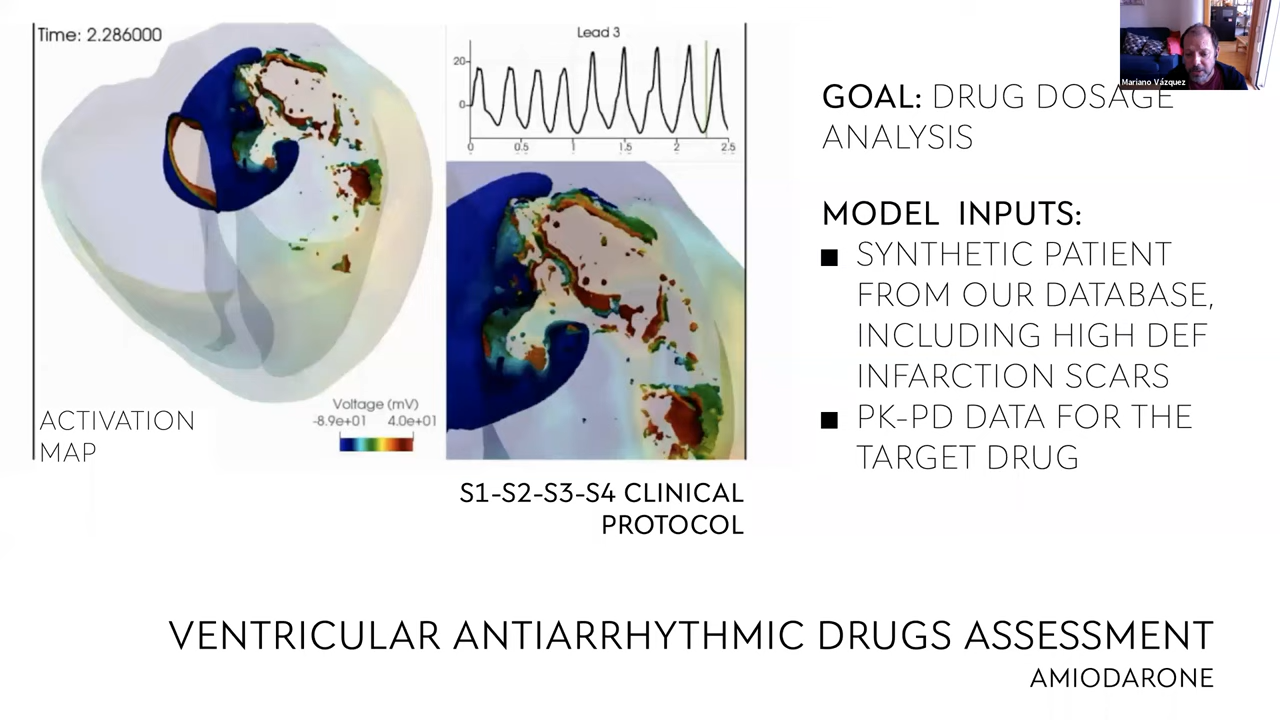 Time: 2.286000
Lead 3
20
0
0 0.5 1 1.5 2 2.5
Voltage (mV)
-8.9e+01 4.0e+01
ACTIVATION
MAP
S1-S2-S3-S4 CLINICAL
PROTOCOL
Mariano Vázquez
GOAL: DRUG DOSAGE
ANALYSIS
MODEL INPUTS:
■ SYNTHETIC PATIENT
FROM OUR DATABASE,
INCLUDING HIGH DEF
INFARCTION SCARS
■ PK-PD DATA FOR THE
TARGET DRUG
VENTRICULAR ANTIARRHYTHMIC DRUGS ASSESSMENT
AMIODARONE